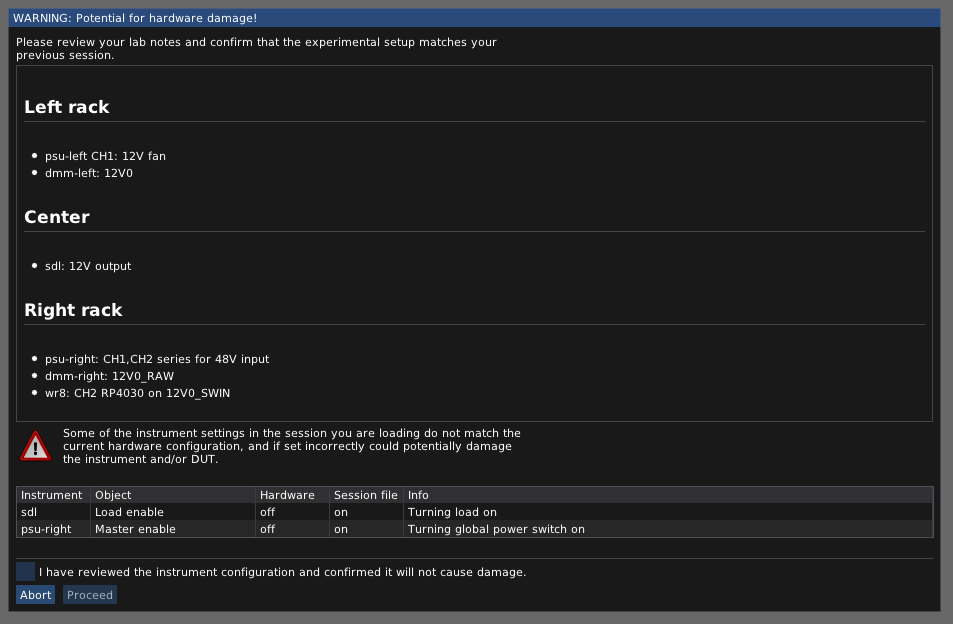 WARNING: Potential for hardware damage!
Please review your lab notes and confirm that the experimental setup matches your
previous session.
Left rack
psu-left CH1: 12V fan
dmm-left: 12V0
Center
sdl: 12V output
Right rack
psu-right: CH1,CH2 series for 48V input
dmm-right: 12V0_RAW
wr8: CH2 RP4030 on 12V0_SWIN
Some of the instrument settings in the session you are loading do not match the
current hardware configuration, and if set incorrectly could potentially damage
the instrument and/or DUT.
Instrument Object Hardware Session file Info
sdl Load enable off on Turning load on
psu-right Master enable off on Turning global power switch on
I have reviewed the instrument configuration and confirmed it will not cause damage.
Abort Proceed